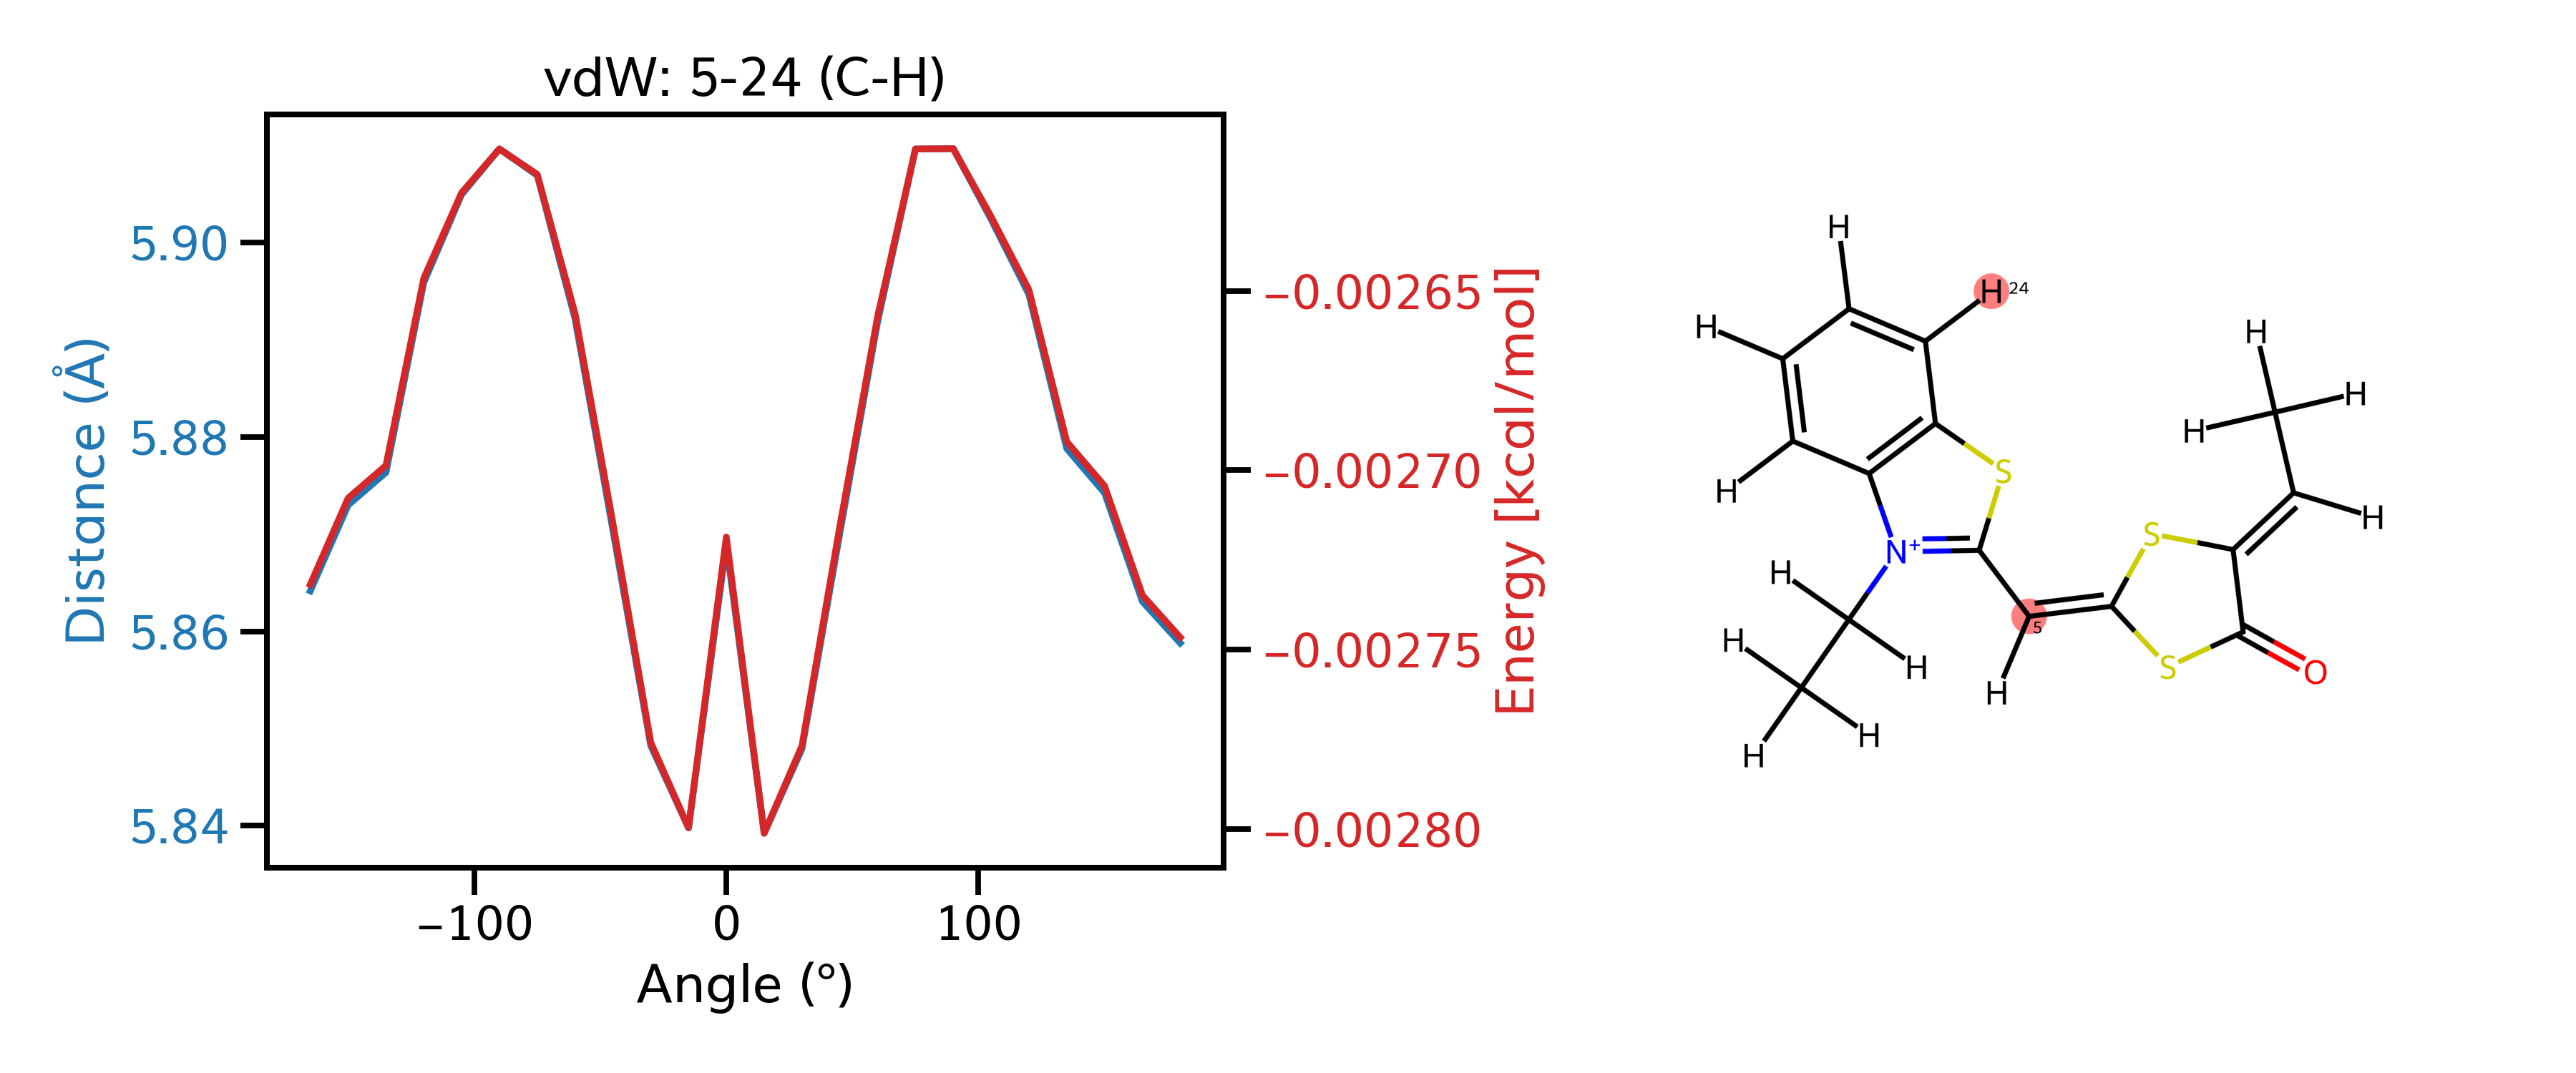 vdW: 5-24 (C-H)
Distance (Å)
5.90
5.88
5.86
5.84
−100
0
100
Angle (°)
−0.00265
−0.00270
−0.00275
−0.00280
Energy [kcal/mol]
H
H 24
H
H
H
H
H
S
S
H
N+
H
H
H
5
S
O
H
H
H
H